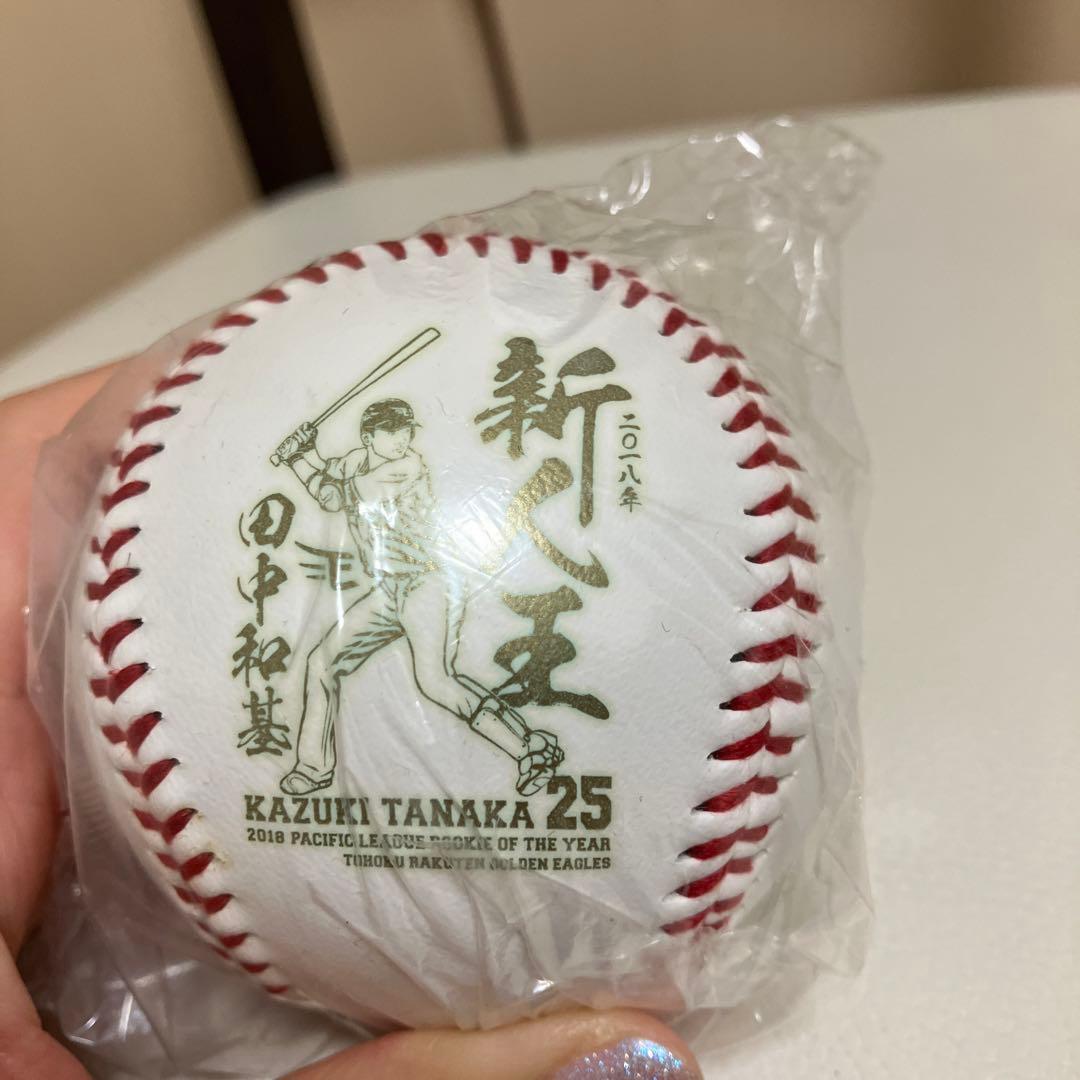 新人王
二〇一八年
田中和基
KAZUKI TANAKA 25
2018 PACIFIC LEAGUE ROOKIE OF THE YEAR
TOHOKU RAKUTEN GOLDEN EAGLES